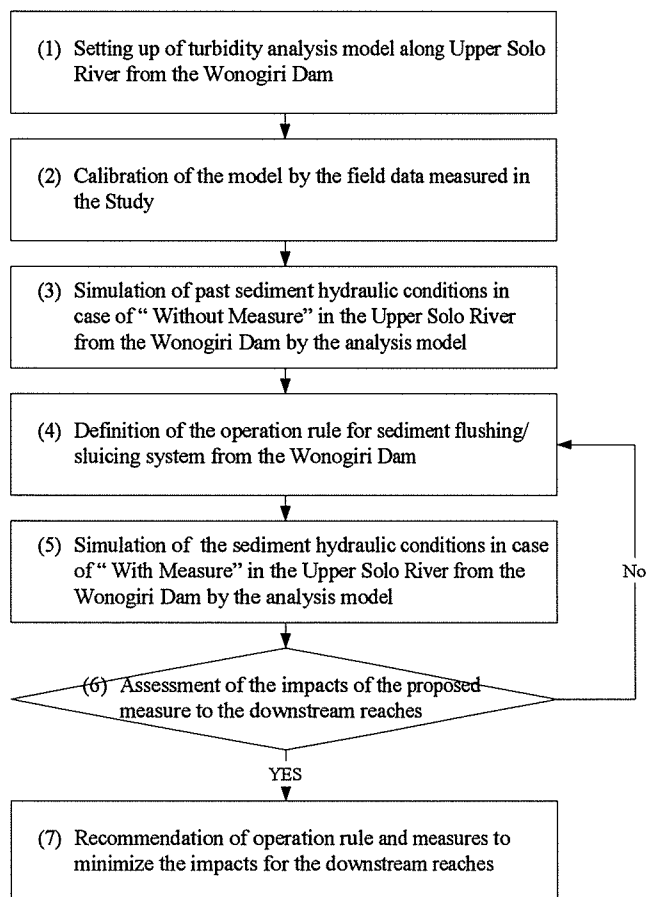 (1) Setting up of turbidity analysis model along Upper Solo
River from the Wonogiri Dam
(2) Calibration of the model by the field data measured in
the Study
(3) Simulation of past sediment hydraulic conditions in
case of “ Without Measure” in the Upper Solo River
from the Wonogiri Dam by the analysis model
(4) Definition of the operation rule for sediment flushing/
sluicing system from the Wonogiri Dam
(5) Simulation of the sediment hydraulic conditions in case
of “ With Measure” in the Upper Solo River from the
Wonogiri Dam by the analysis model
No
(6) Assessment of the impacts of the proposed
measure to the downstream reaches
YES
(7) Recommendation of operation rule and measures to
minimize the impacts for the downstream reaches